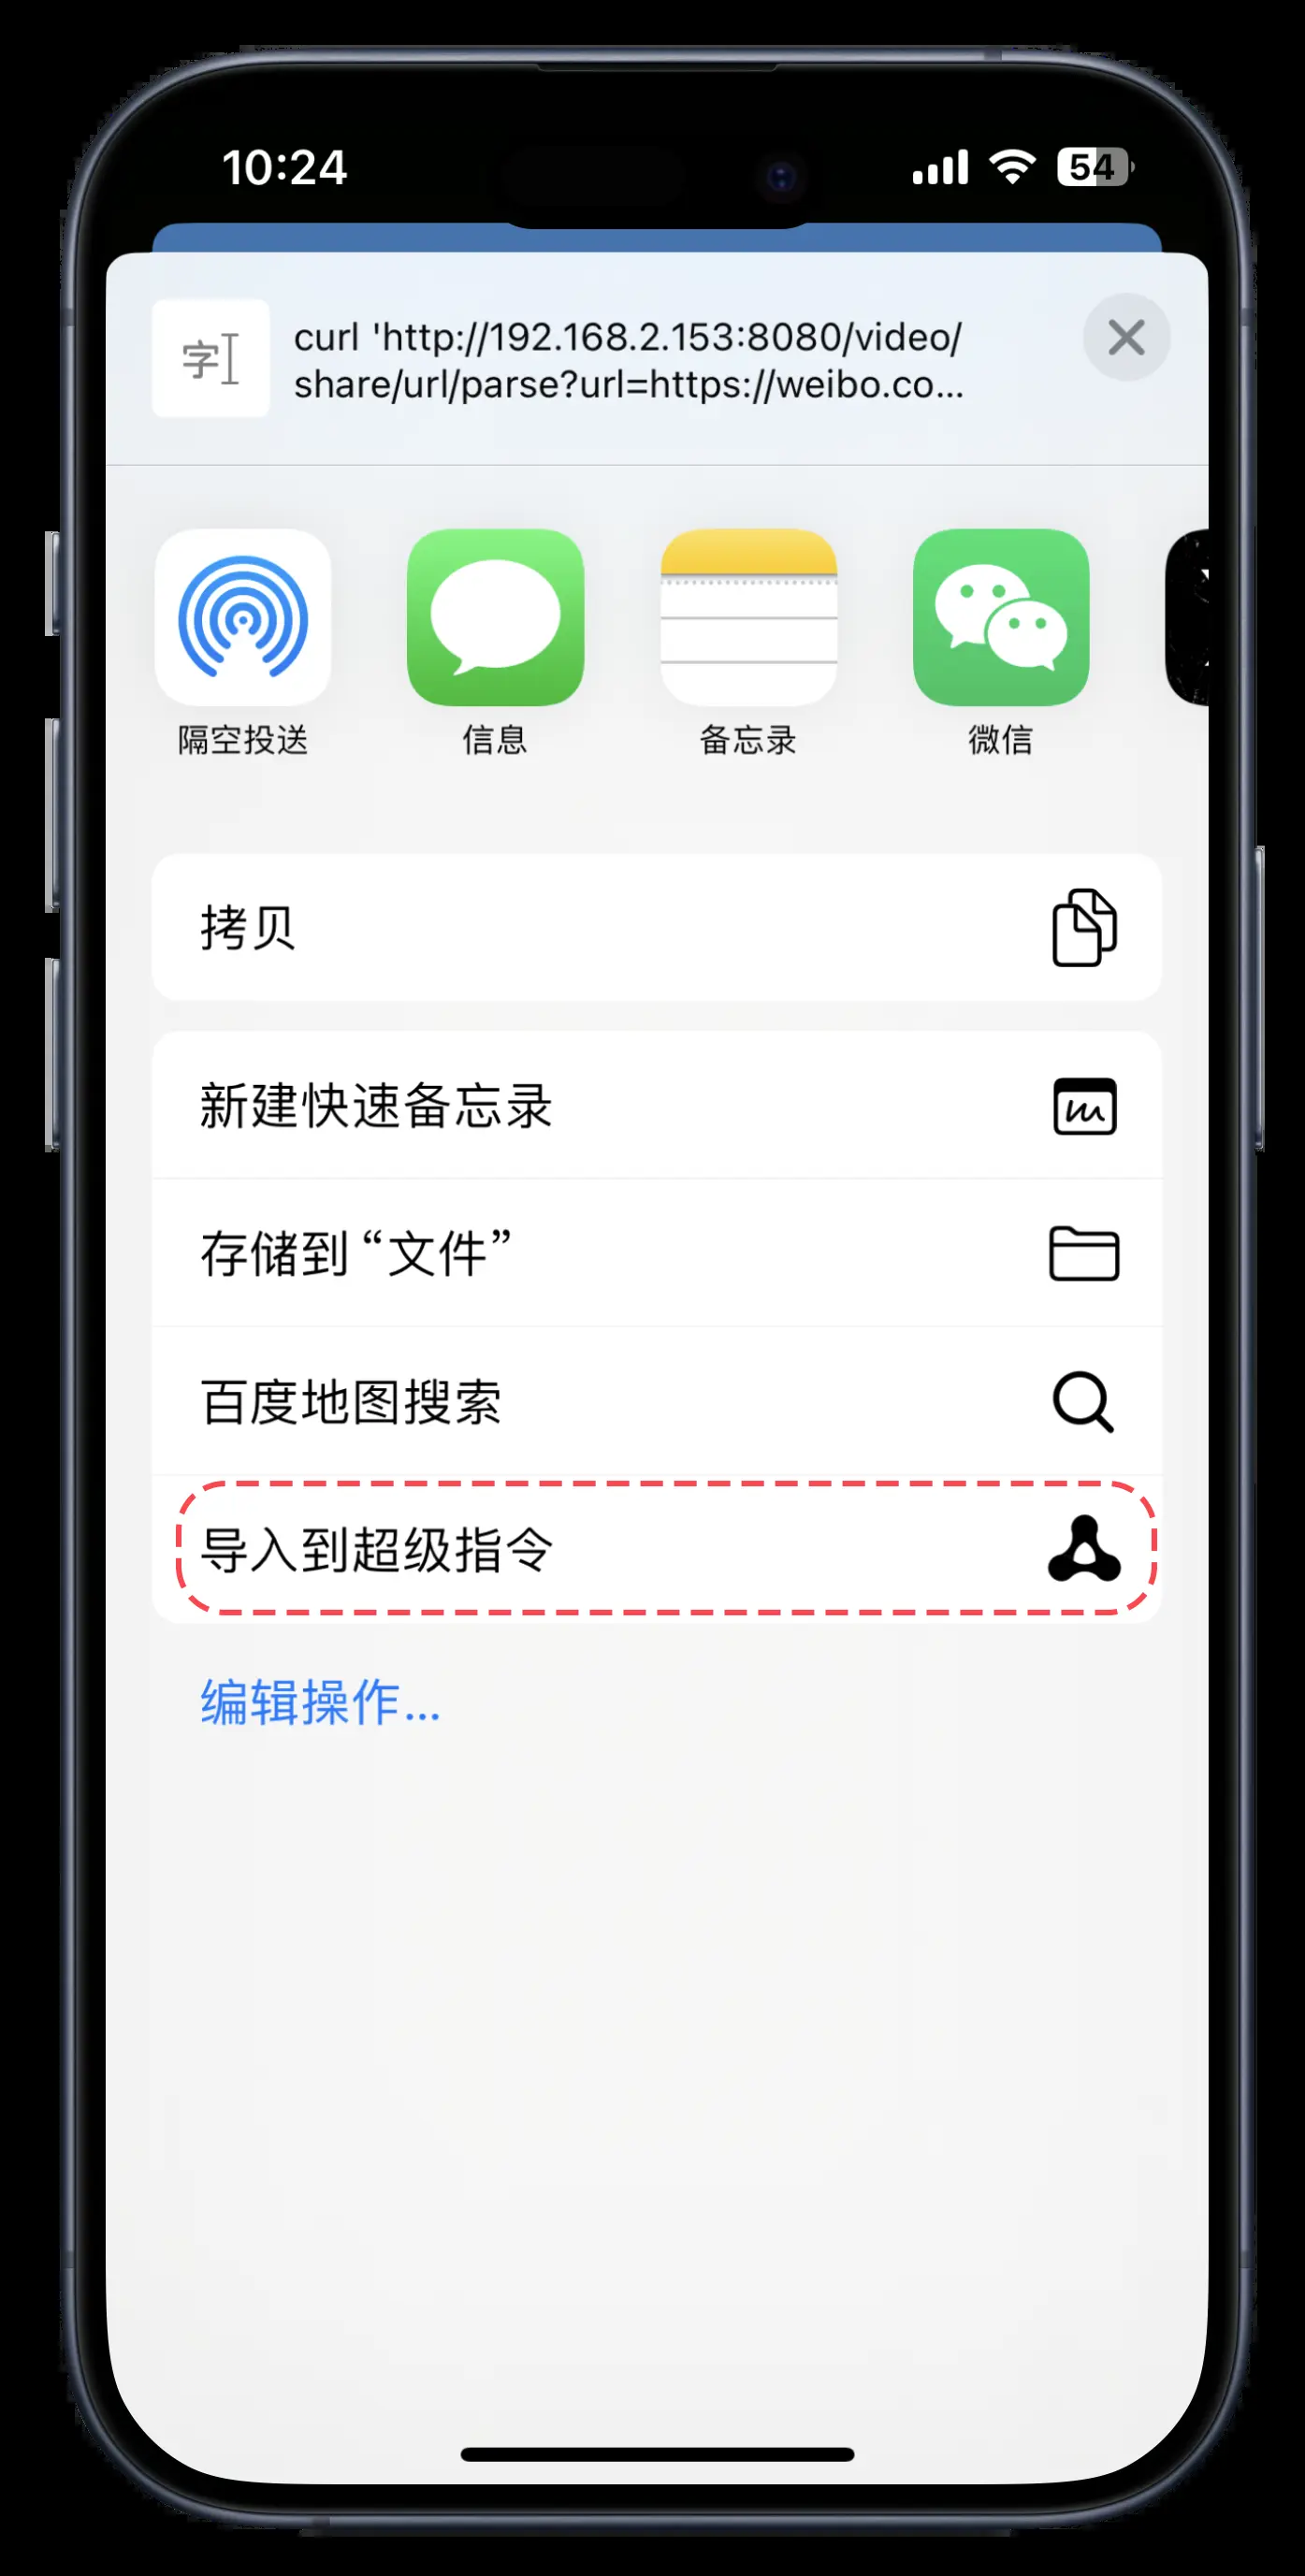 10:24
54
字
curl 'http://192.168.2.153:8080/video/
share/url/parse?url=https://weibo.co...
隔空投送
信息
备忘录
微信
拷贝
新建快速备忘录
存储到“文件”
百度地图搜索
导入到超级指令
编辑操作...